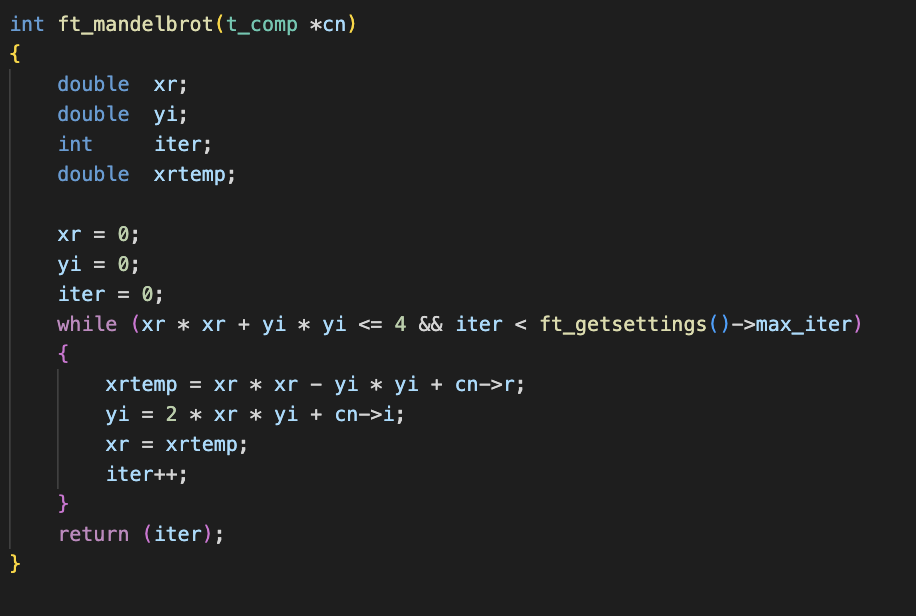 int ft_mandelbrot(t_comp *cn)
{
    double  xr;
    double  yi;
    int     iter;
    double  xrtemp;

    xr = 0;
    yi = 0;
    iter = 0;
    while (xr * xr + yi * yi <= 4 && iter < ft_getsettings()->max_iter)
    {
        xrtemp = xr * xr - yi * yi + cn->r;
        yi = 2 * xr * yi + cn->i;
        xr = xrtemp;
        iter++;
    }
    return (iter);
}